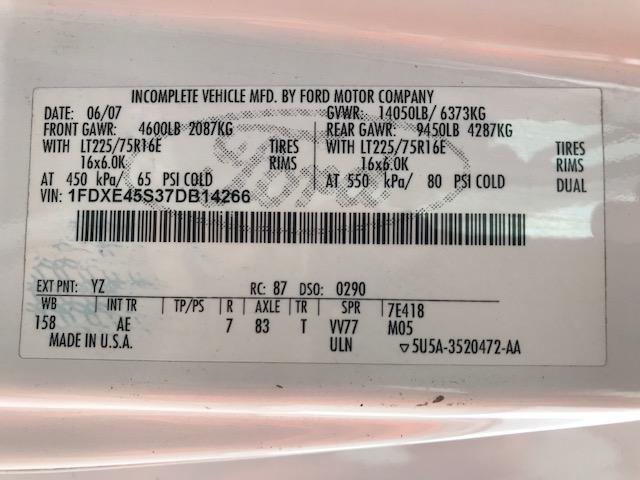 INCOMPLETE VEHICLE MFD. BY FORD MOTOR COMPANY
DATE: 06/07 GVWR: 14050LB/ 6373KG
FRONT GAWR: 4600LB 2087KG REAR GAWR: 9450LB 4287KG
WITH LT225/75R16E TIRES WITH LT225/75R16E TIRES
16x6.0K RIMS 16x6.0K RIMS
AT 450 kPa/ 65 PSI COLD AT 550 kPa/ 80 PSI COLD DUAL
VIN: 1FDXE45S37DB14266
Ford
EXT PNT: YZ RC: 87 DSO: 0290
WB INT TR TP/PS R AXLE TR SPR 7E418
158 AE 7 83 T VV77 M05
MADE IN U.S.A. ULN ▽5U5A-3520472-AA